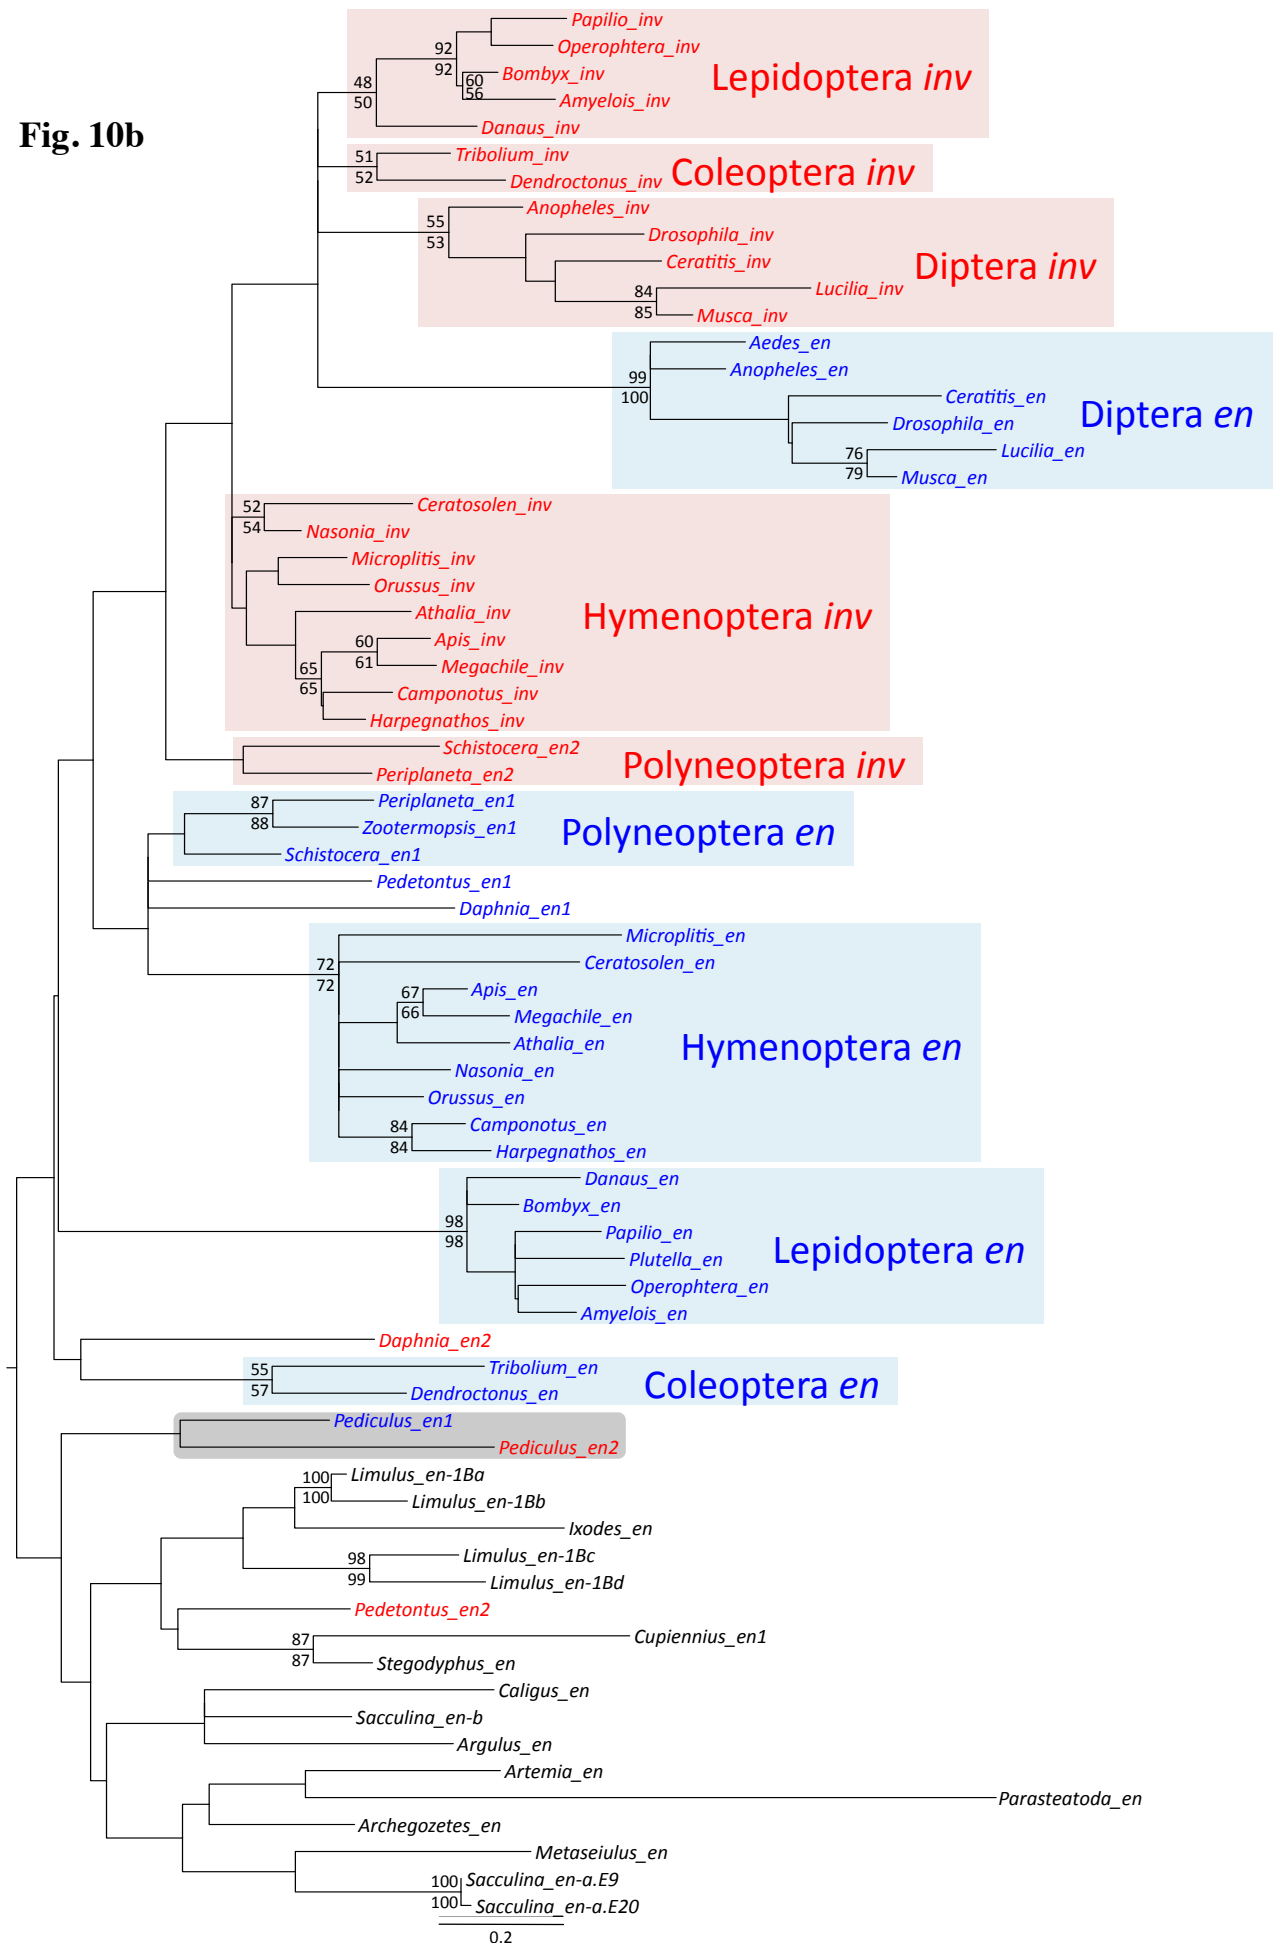 Fig. 10b
Papilio_inv
Operophtera_inv
Bombyx_inv
Amyelois_inv
Danaus_inv
92
92
60
56
48
50
Lepidoptera inv
Tribolium_inv
Dendroctonus_inv
51
52
Coleoptera inv
Anopheles_inv
Drosophila_inv
Ceratitis_inv
Lucilia_inv
Musca_inv
55
53
84
85
Diptera inv
Aedes_en
Anopheles_en
Ceratitis_en
Drosophila_en
Lucilia_en
Musca_en
99
100
76
79
Diptera en
Ceratosolen_inv
Nasonia_inv
Microplitis_inv
Orussus_inv
Athalia_inv
Apis_inv
Megachile_inv
Camponotus_inv
Harpegnathos_inv
52
54
60
61
65
65
Hymenoptera inv
Schistocera_en2
Periplaneta_en2
Polyneoptera inv
Periplaneta_en1
Zootermopsis_en1
Schistocera_en1
87
88
Polyneoptera en
Pedetontus_en1
Daphnia_en1
Microplitis_en
Ceratosolen_en
Apis_en
Megachile_en
Athalia_en
Nasonia_en
Orussus_en
Camponotus_en
Harpegnathos_en
72
72
67
66
84
84
Hymenoptera en
Danaus_en
Bombyx_en
Papilio_en
Plutella_en
Operophtera_en
Amyelois_en
98
98
Lepidoptera en
Daphnia_en2
Tribolium_en
Dendroctonus_en
55
57
Coleoptera en
Pediculus_en1
Pediculus_en2
Limulus_en-1Ba
Limulus_en-1Bb
100
100
Ixodes_en
Limulus_en-1Bc
Limulus_en-1Bd
98
99
Pedetontus_en2
Cupiennius_en1
Stegodyphus_en
87
87
Caligus_en
Sacculina_en-b
Argulus_en
Artemia_en
Parasteatoda_en
Archegozetes_en
Metaseiulus_en
Sacculina_en-a.E9
Sacculina_en-a.E20
100
100
0.2